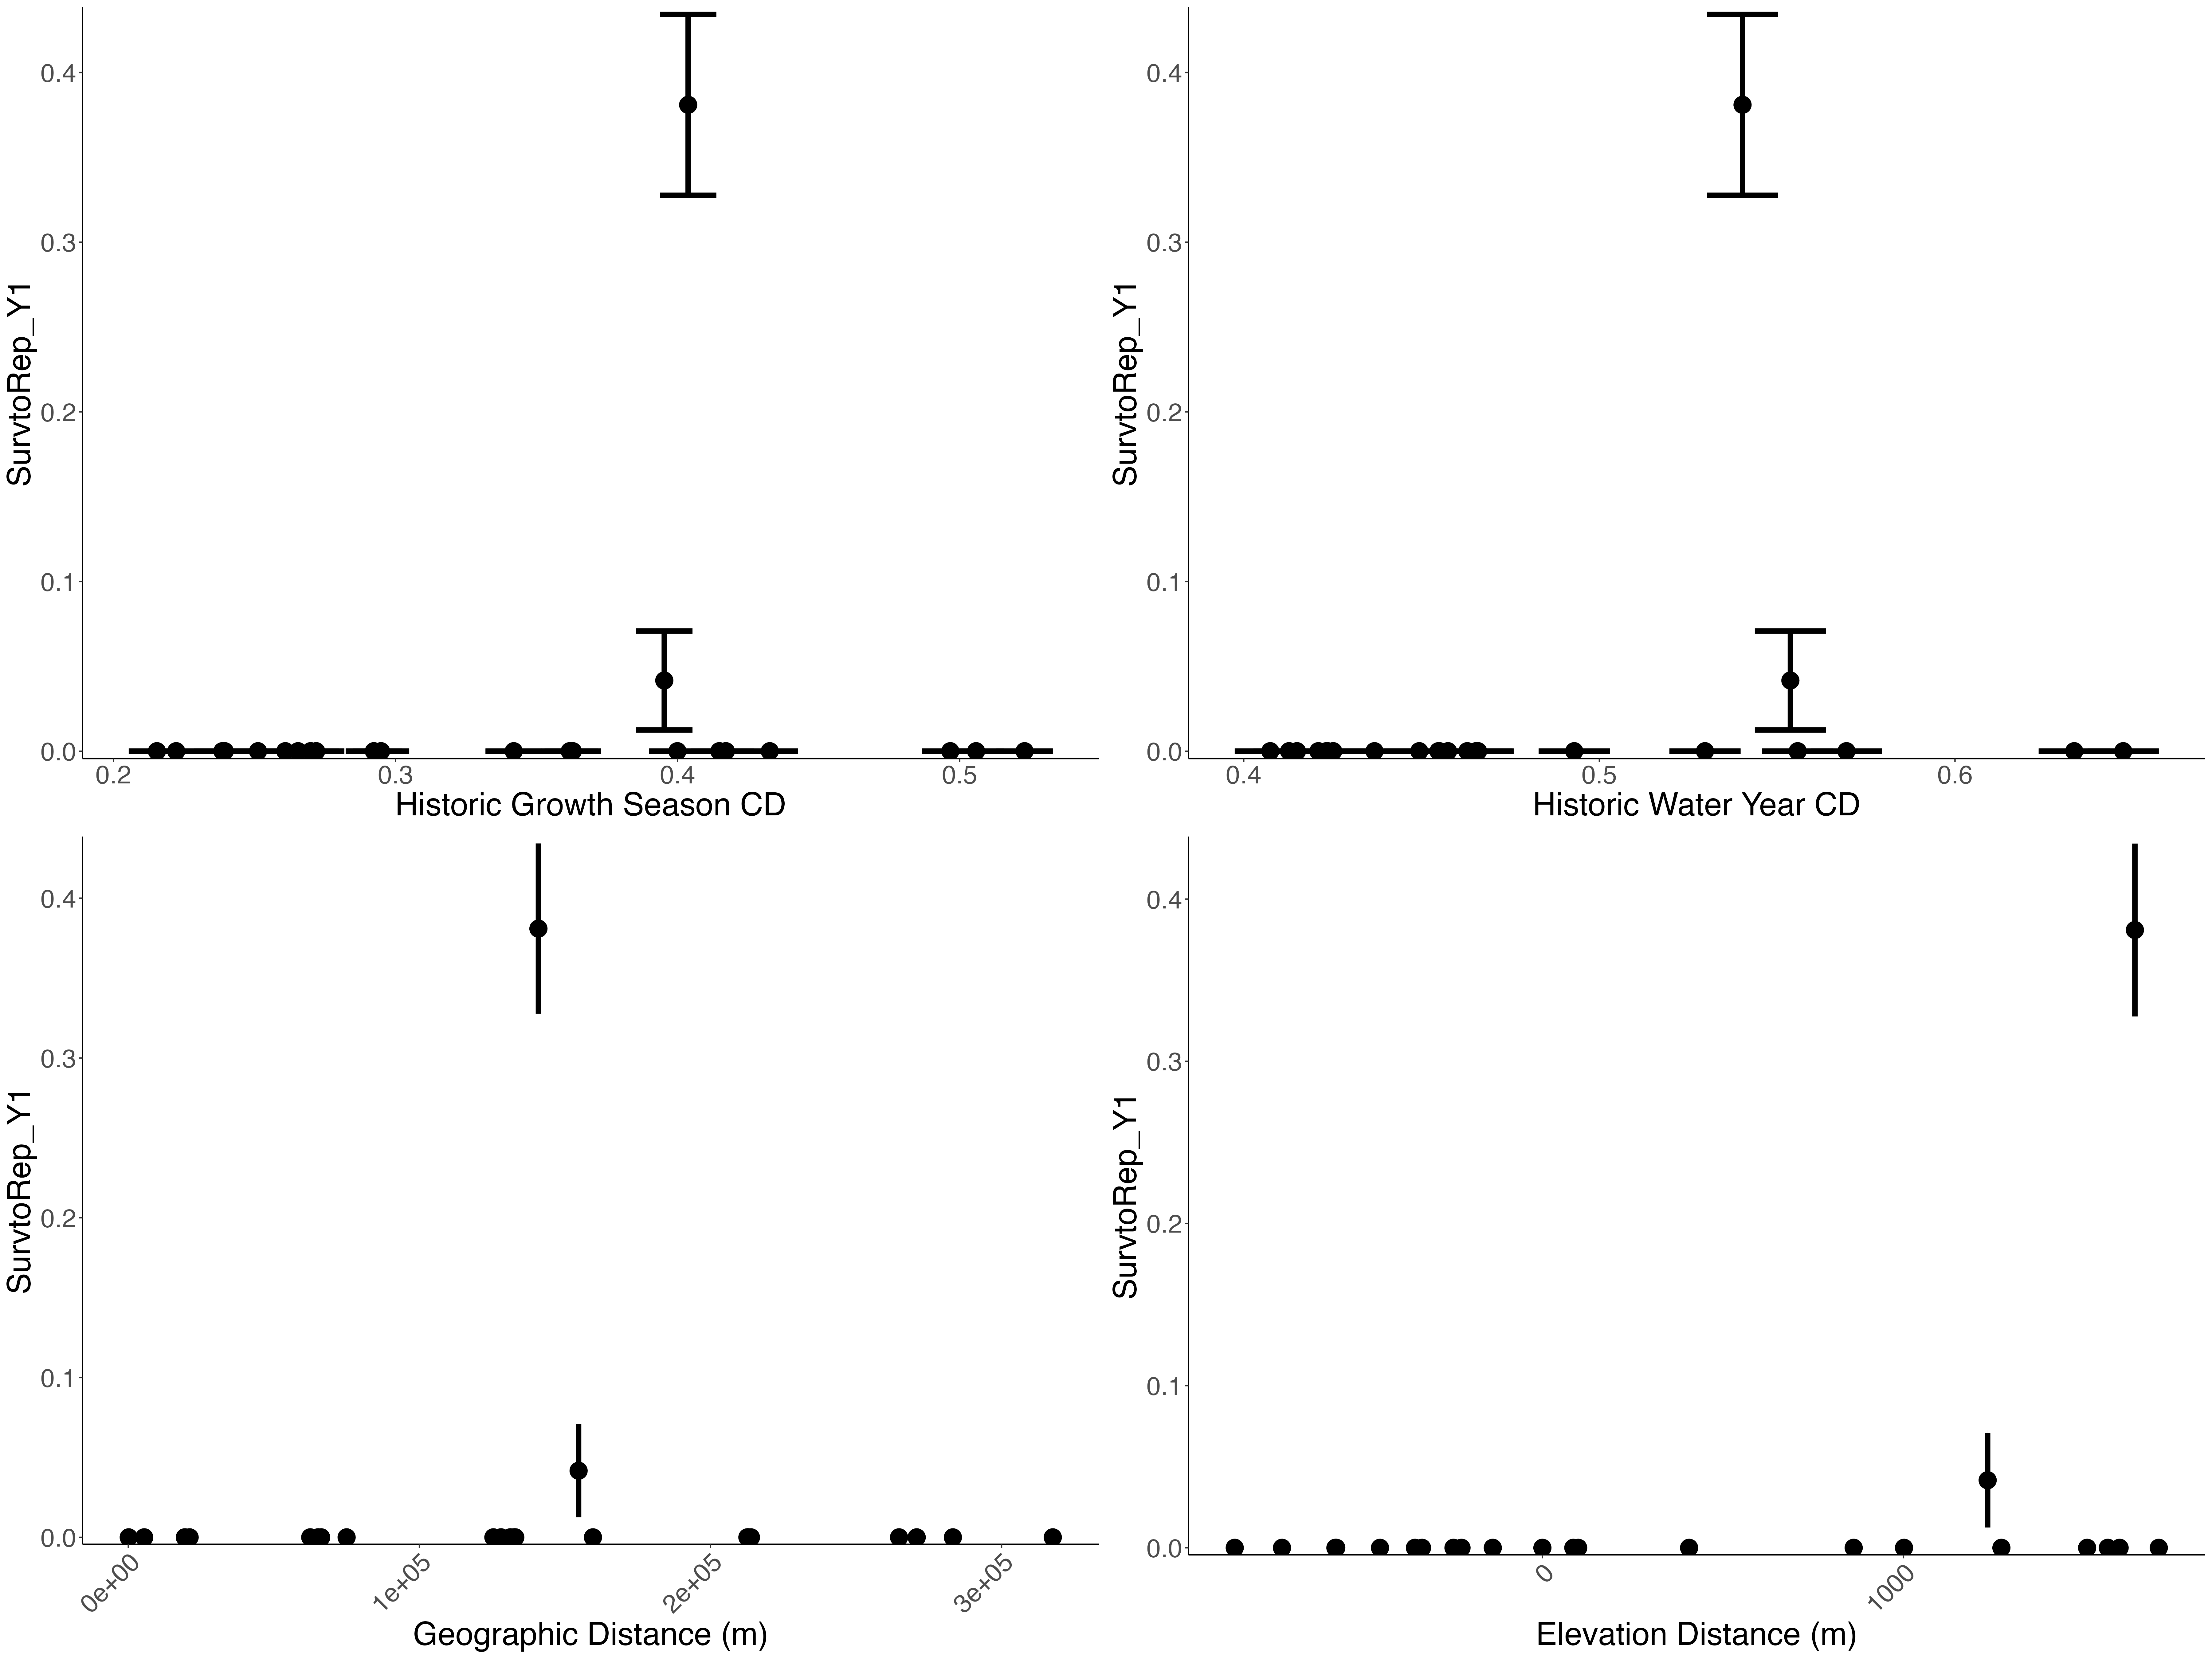 SurvtoRep_Y1
0.4
0.3
0.2
0.1
0.0
0.2 0.3 0.4 0.5
Historic Growth Season CD
SurvtoRep_Y1
0.4
0.3
0.2
0.1
0.0
0.4 0.5 0.6
Historic Water Year CD
SurvtoRep_Y1
0.4
0.3
0.2
0.1
0.0
0e+00 1e+05 2e+05 3e+05
Geographic Distance (m)
SurvtoRep_Y1
0.4
0.3
0.2
0.1
0.0
0 1000
Elevation Distance (m)